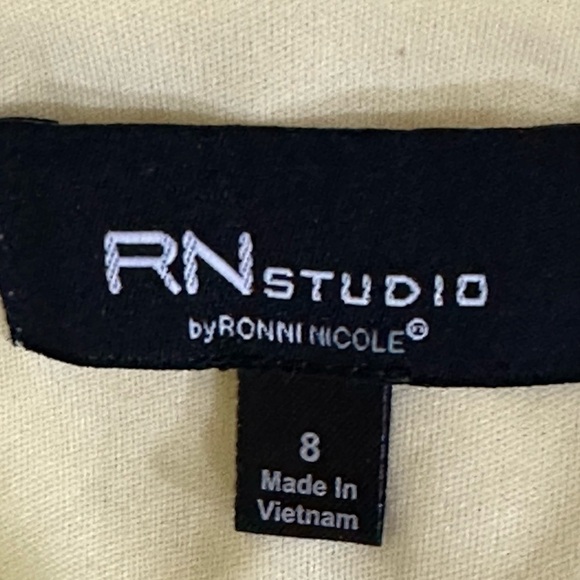 RN STUDIO
by RONNI NICOLE®
8
Made In
Vietnam